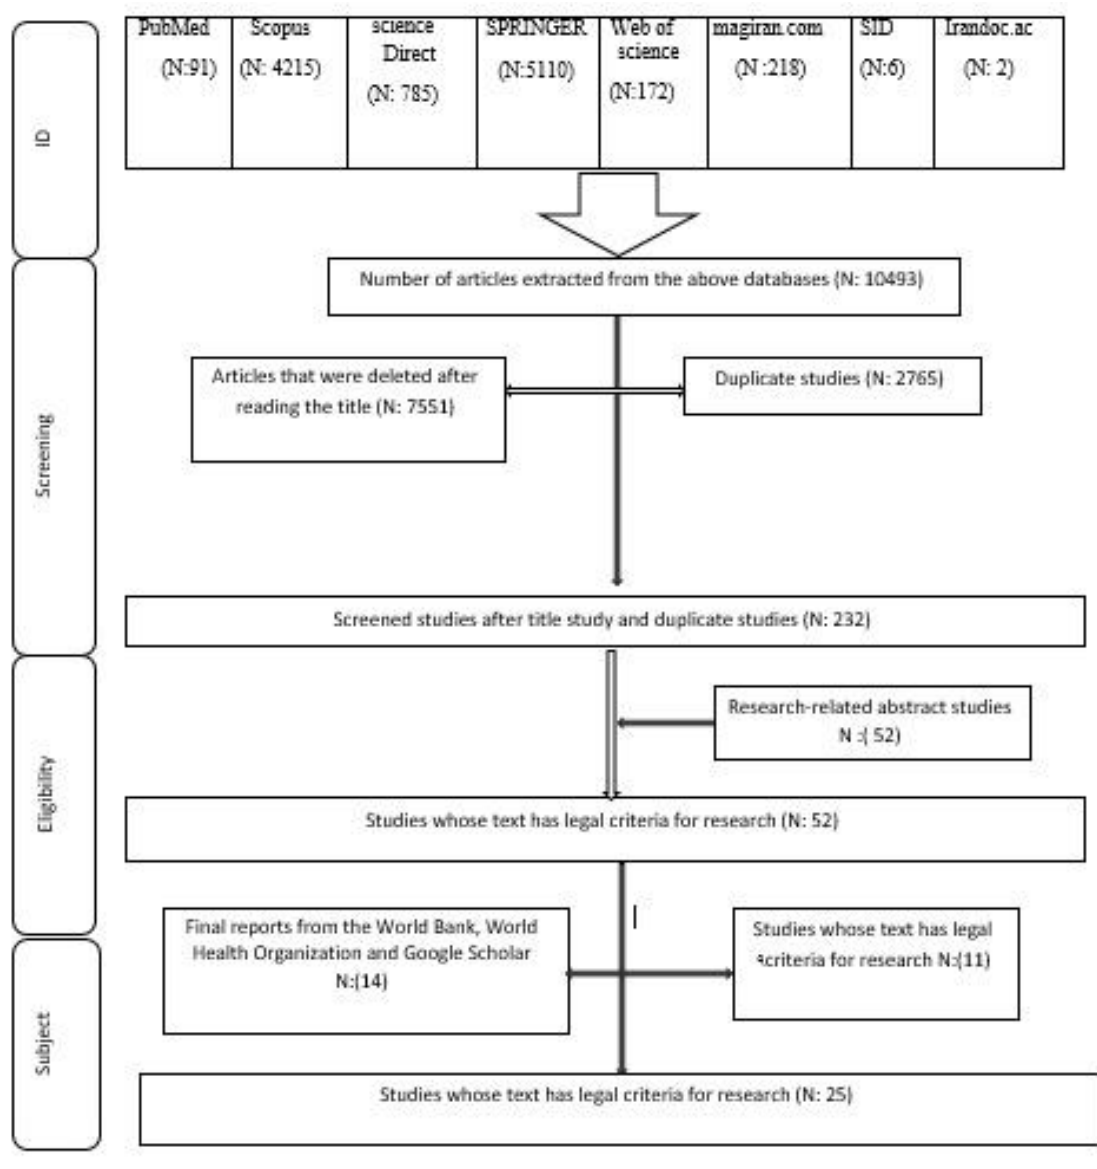 PubMed
(N:91)
Scopus
(N: 4215)
science
Direct
(N: 785)
SPRINGER
(N:5110)
Web of
science
(N:172)
magiran.com
(N :218)
SID
(N:6)
Irandoc.ac
(N: 2)
ID
Number of articles extracted from the above databases (N: 10493)
Screening
Articles that were deleted after
reading the title (N: 7551)
Duplicate studies (N: 2765)
Screened studies after title study and duplicate studies (N: 232)
Eligibility
Research-related abstract studies
N :( 52)
Studies whose text has legal criteria for research (N: 52)
Subject
Final reports from the World Bank, World
Health Organization and Google Scholar
N:(14)
Studies whose text has legal
؟criteria for research N:(11)
Studies whose text has legal criteria for research (N: 25)